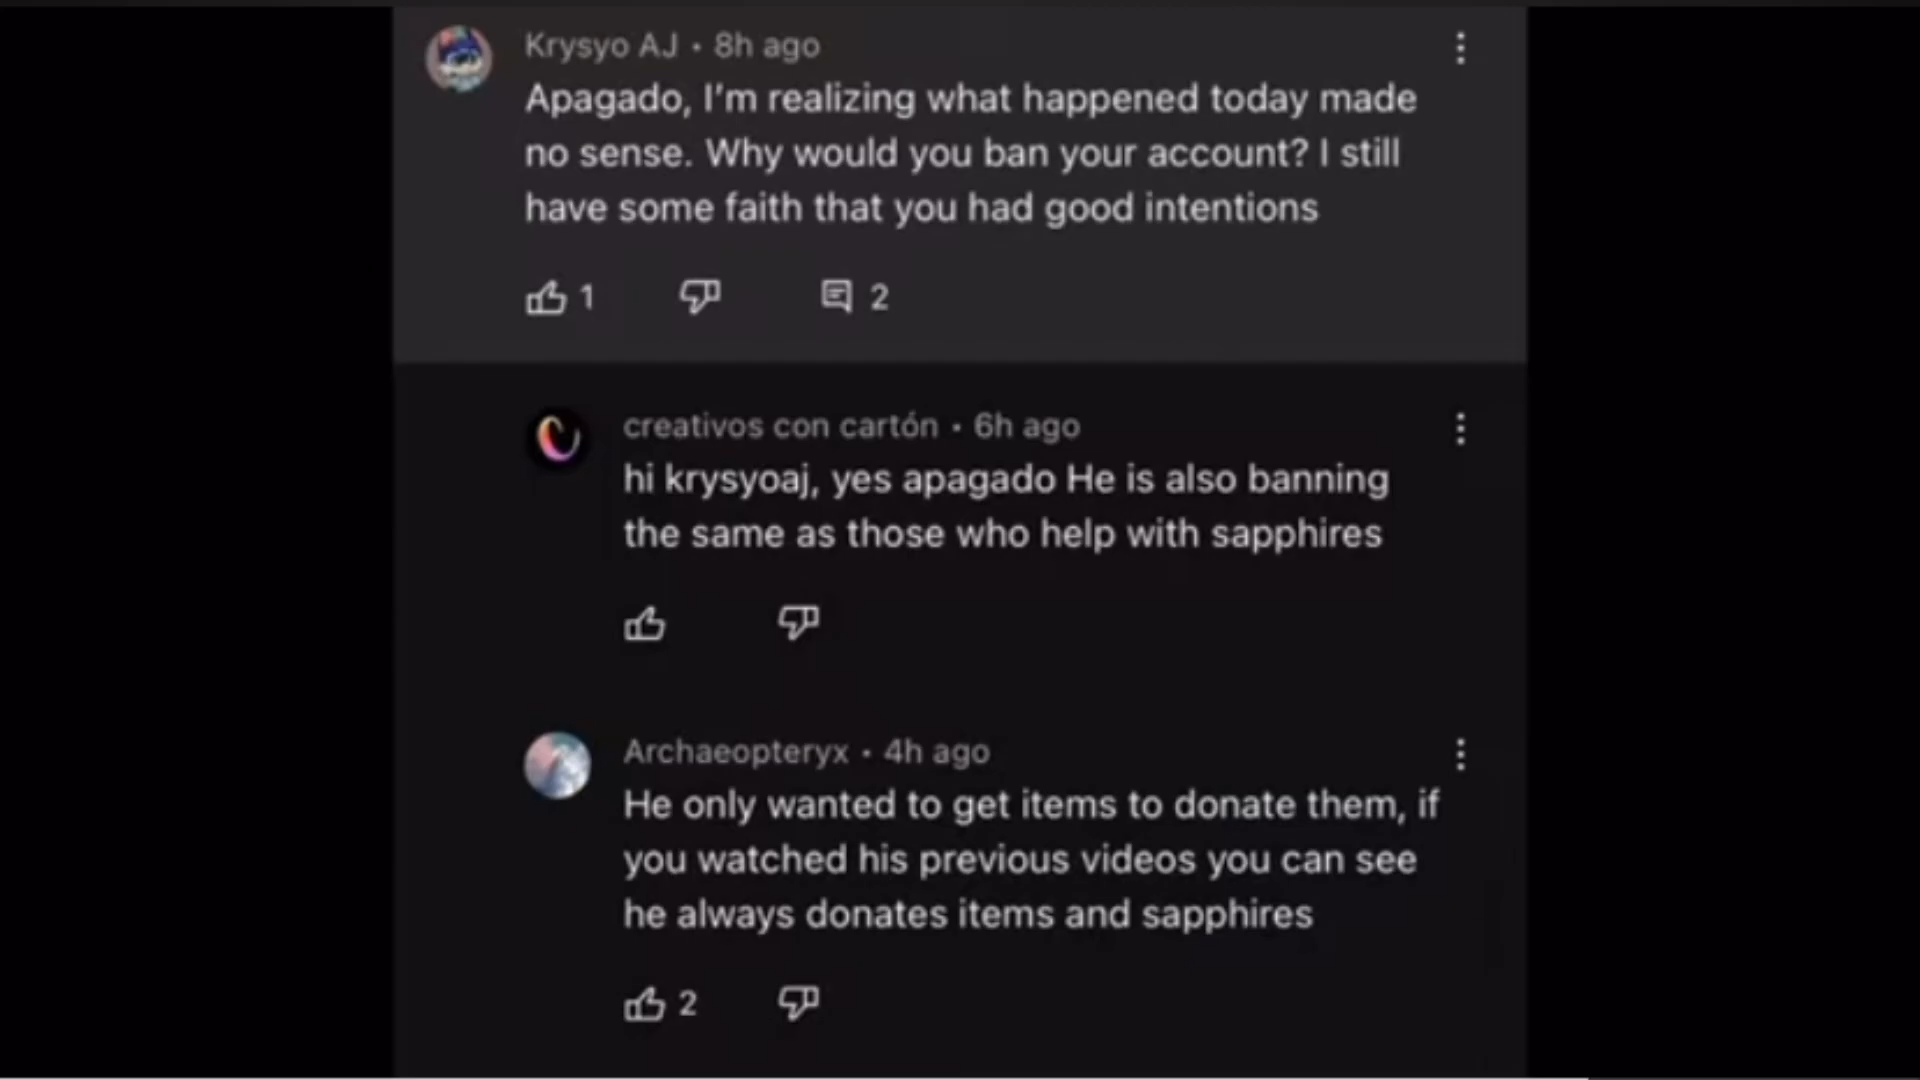 Krysyo AJ • 8h ago
Apagado, I'm realizing what happened today made
no sense. Why would you ban your account? I still
have some faith that you had good intentions
1
2
creativos con cartón • 6h ago
hi krysyoaj, yes apagado He is also banning
the same as those who help with sapphires
Archaeopteryx • 4h ago
He only wanted to get items to donate them, if
you watched his previous videos you can see
he always donates items and sapphires
2